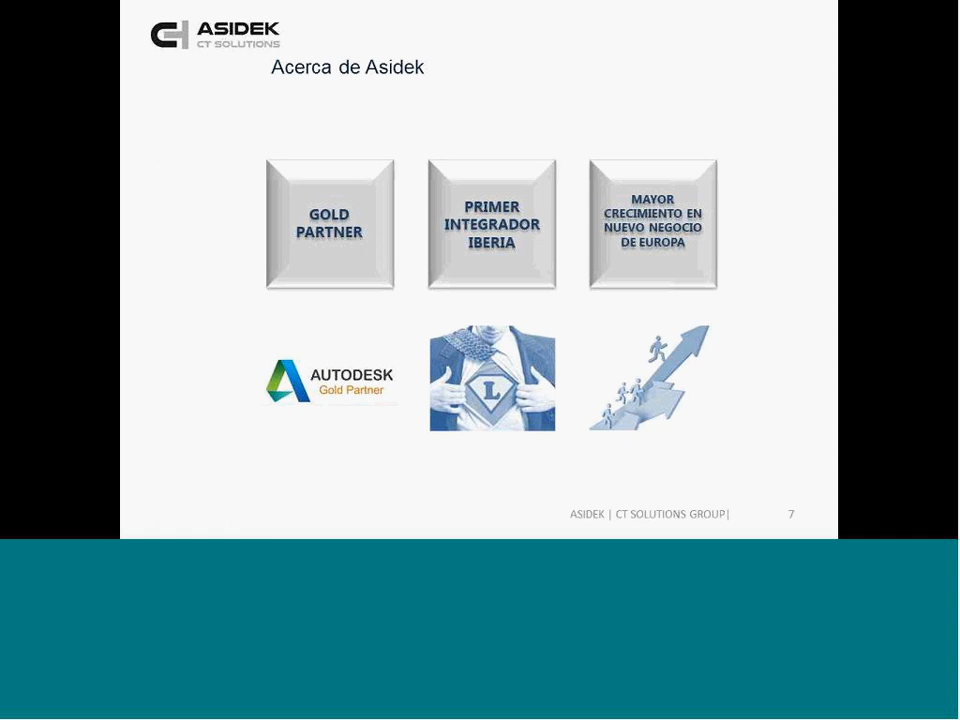 ASIDEK
CT SOLUTIONS
Acerca de Asidek
GOLD
PARTNER
PRIMER
INTEGRADOR
IBERIA
MAYOR
CRECIMIENTO EN
NUEVO NEGOCIO
DE EUROPA
AUTODESK
Gold Partner
L
ASIDEK | CT SOLUTIONS GROUP| 7